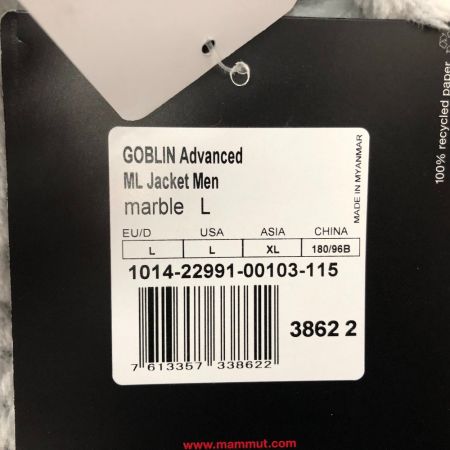 GOBLIN Advanced
ML Jacket Men
marble L
EU/D USA ASIA CHINA
L L XL 180/96B
1014-22991-00103-115
3862 2
7 613357 338622
MADE IN MYANMAR
100% recycled paper
www.mammut.com